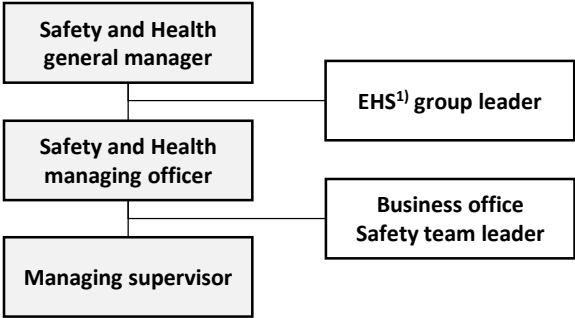 Safety and Health
general manager
EHS1) group leader
Safety and Health
managing officer
Business office
Safety team leader
Managing supervisor